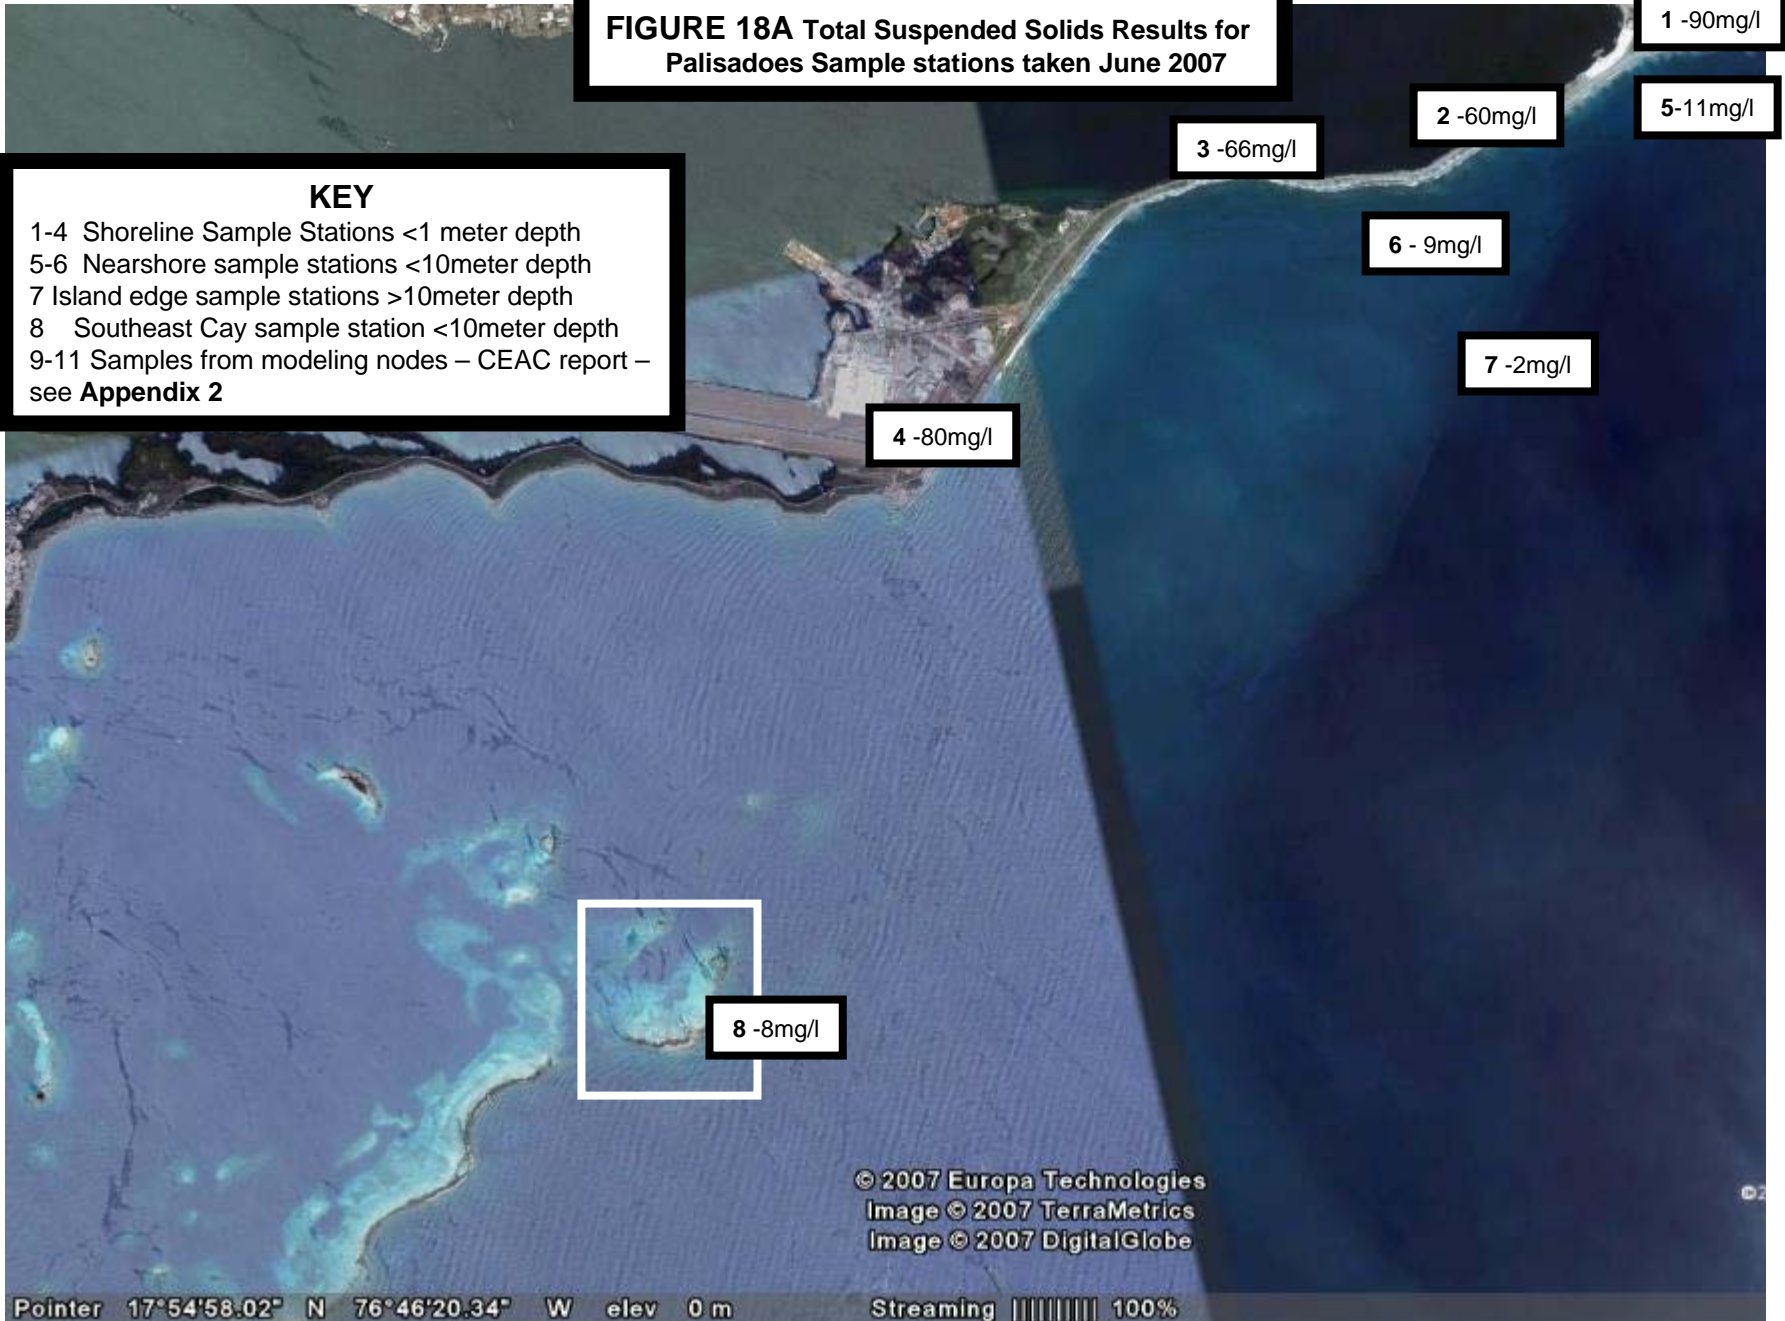 FIGURE 18A Total Suspended Solids Results for
Palisadoes Sample stations taken June 2007
1 -90mg/l
2 -60mg/l
5-11mg/l
3 -66mg/l
KEY
1-4 Shoreline Sample Stations <1 meter depth
5-6 Nearshore sample stations <10meter depth
7 Island edge sample stations >10meter depth
8 Southeast Cay sample station <10meter depth
9-11 Samples from modeling nodes – CEAC report –
see Appendix 2
6 - 9mg/l
7 -2mg/l
4 -80mg/l
8 -8mg/l
© 2007 Europa Technologies
Image © 2007 TerraMetrics
Image © 2007 DigitalGlobe
©2
Pointer 17°54'58.02" N 76°46'20.34" W elev 0 m Streaming |||||||||| 100%